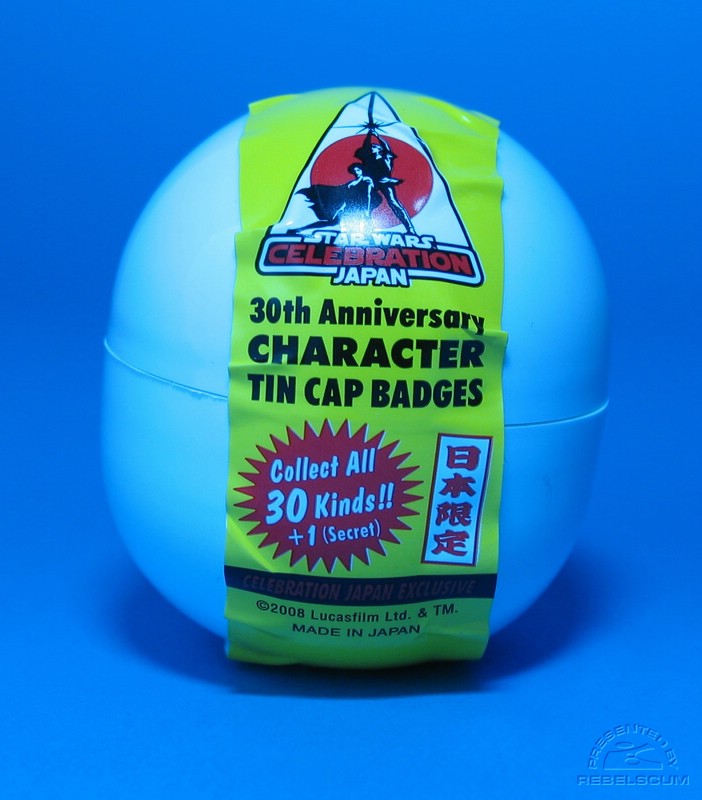 STAR WARS
CELEBRATION
JAPAN
30th Anniversary
CHARACTER
TIN CAP BADGES
Collect All
30 Kinds!!
+1 (Secret)
日本限定
CELEBRATION JAPAN EXCLUSIVE
©2008 Lucasfilm Ltd. & TM.
MADE IN JAPAN
PRESENTED BY
REBELSCUM